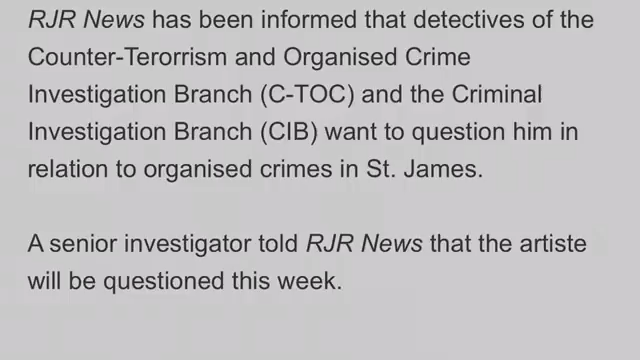 RJR News has been informed that detectives of the
Counter-Terorrism and Organised Crime
Investigation Branch (C-TOC) and the Criminal
Investigation Branch (CIB) want to question him in
relation to organised crimes in St. James.
A senior investigator told RJR News that the artiste
will be questioned this week.